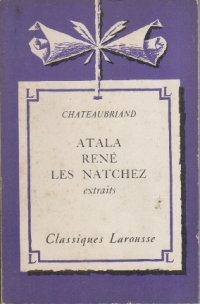 L L
CHATEAUBRIAND
ATALA
RENÉ
LES NATCHEZ
extraits
Classiques Larousse
L L